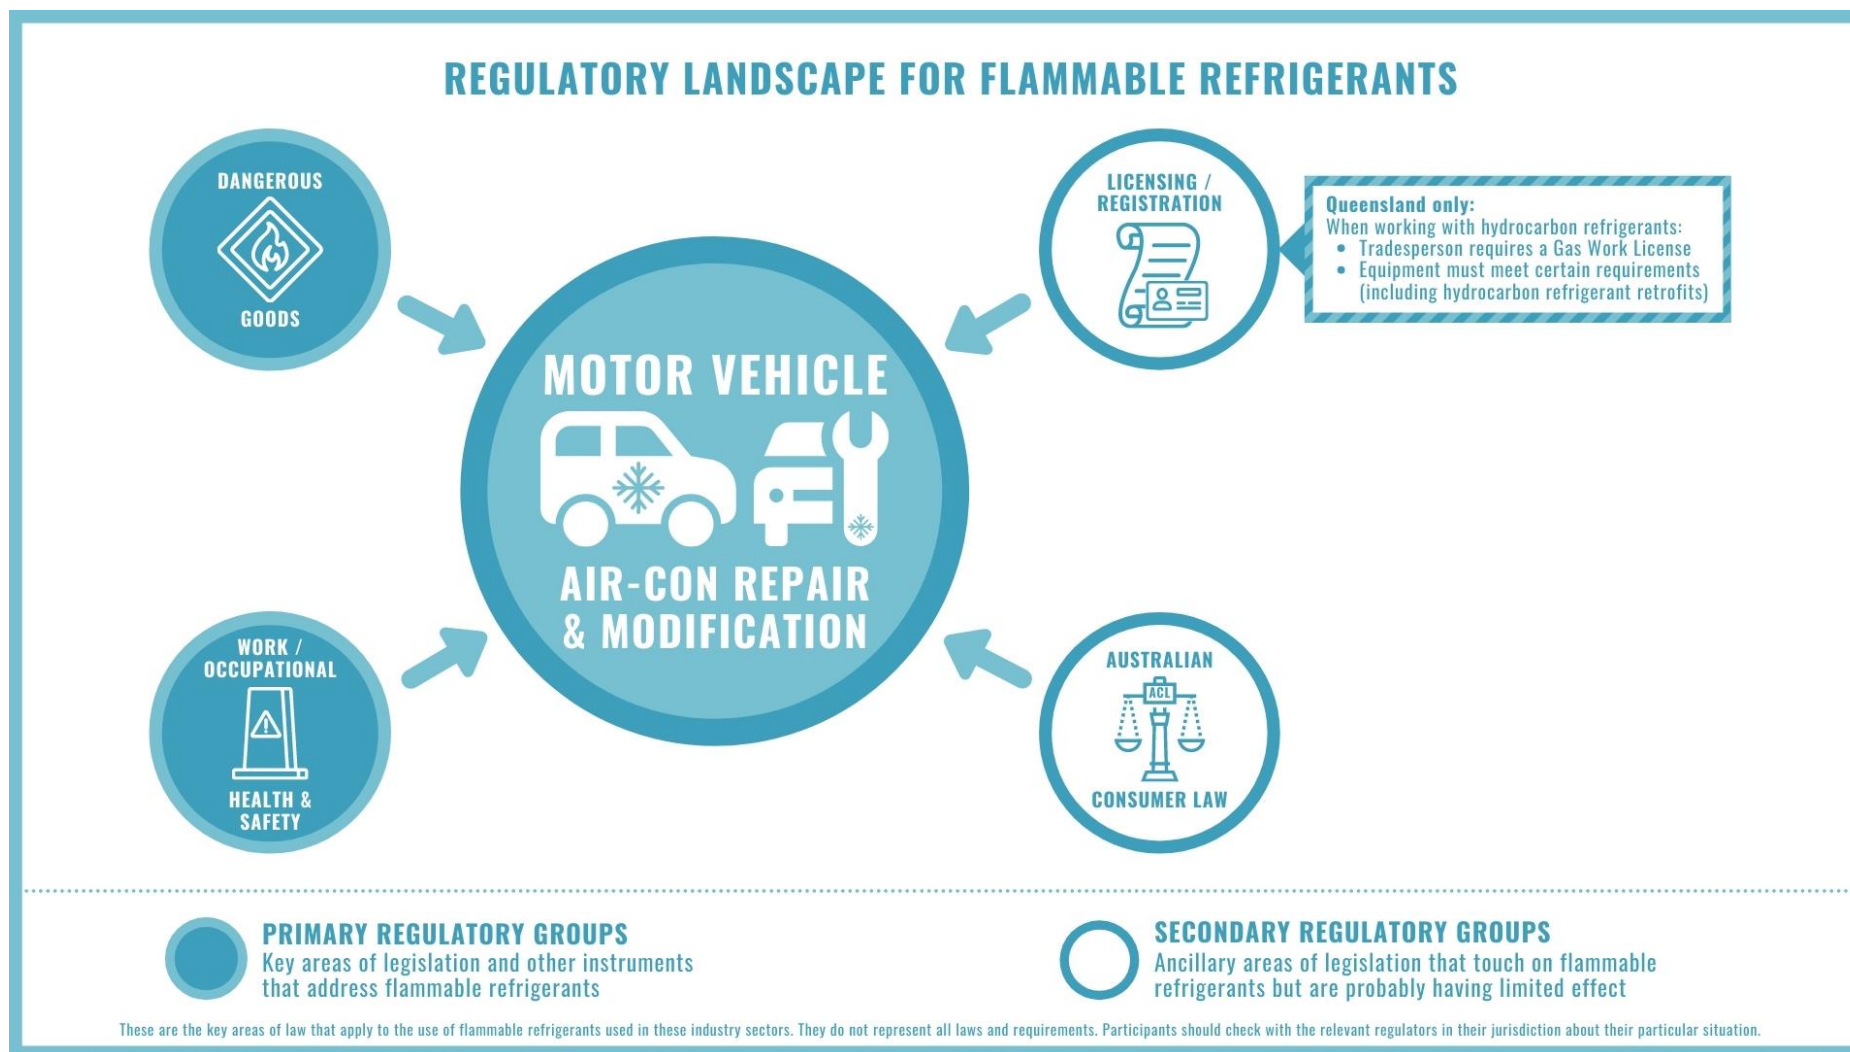 REGULATORY LANDSCAPE FOR FLAMMABLE REFRIGERANTS
DANGEROUS
GOODS
LICENSING /
REGISTRATION
Queensland only:
When working with hydrocarbon refrigerants:
• Tradesperson requires a Gas Work License
• Equipment must meet certain requirements
(including hydrocarbon refrigerant retrofits)
MOTOR VEHICLE
AIR-CON REPAIR
& MODIFICATION
WORK /
OCCUPATIONAL
HEALTH &
SAFETY
AUSTRALIAN
ACL
CONSUMER LAW
PRIMARY REGULATORY GROUPS
Key areas of legislation and other instruments
that address flammable refrigerants
SECONDARY REGULATORY GROUPS
Ancillary areas of legislation that touch on flammable
refrigerants but are probably having limited effect
These are the key areas of law that apply to the use of flammable refrigerants used in these industry sectors. They do not represent all laws and requirements. Participants should check with the relevant regulators in their jurisdiction about their particular situation.